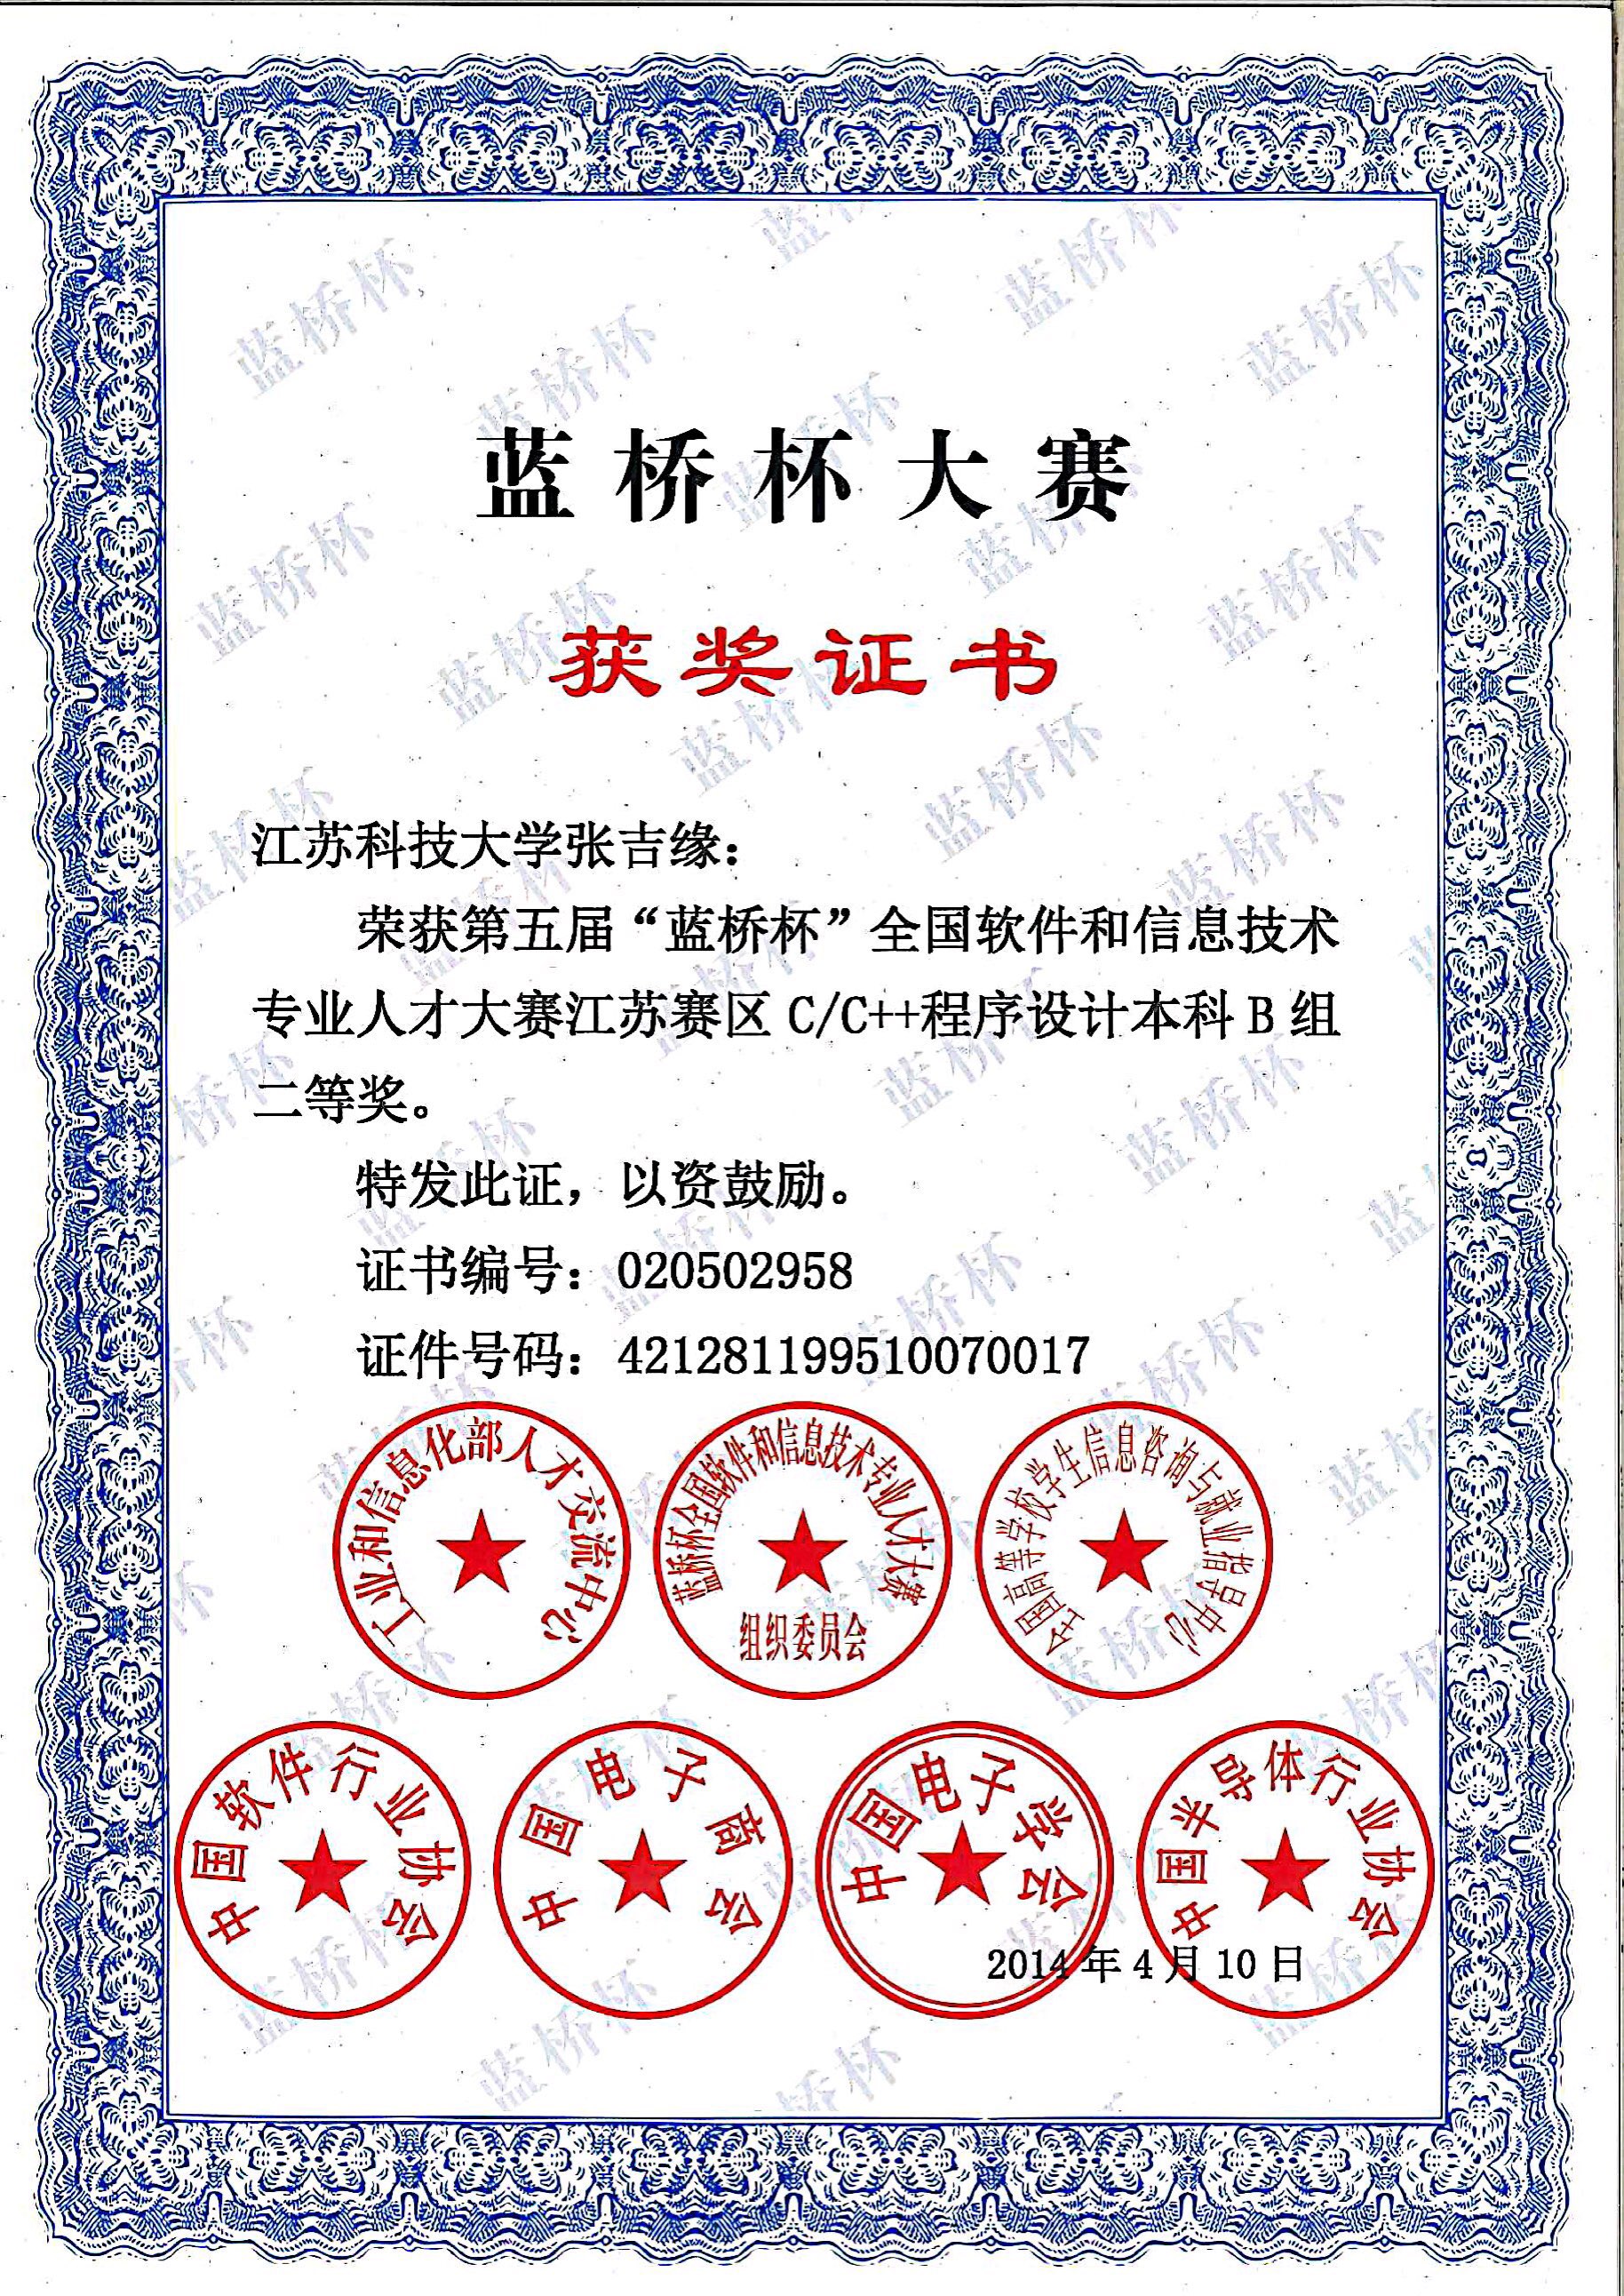 蓝桥杯大赛
获奖证书
江苏科技大学张吉缘：
荣获第五届“蓝桥杯”全国软件和信息技术
专业人才大赛江苏赛区 C/C++程序设计本科 B 组
二等奖。
特发此证，以资鼓励。
证书编号：020502958
证件号码：421281199510070017
工业和信息化部人才交流中心
蓝桥杯全国软件和信息技术专业人才大赛
组织委员会
全国高等学校学生信息咨询与就业指导中心
中国软件行业协会
中国电子商会
中国电子学会
中国半导体行业协会
2014 年 4 月 10 日